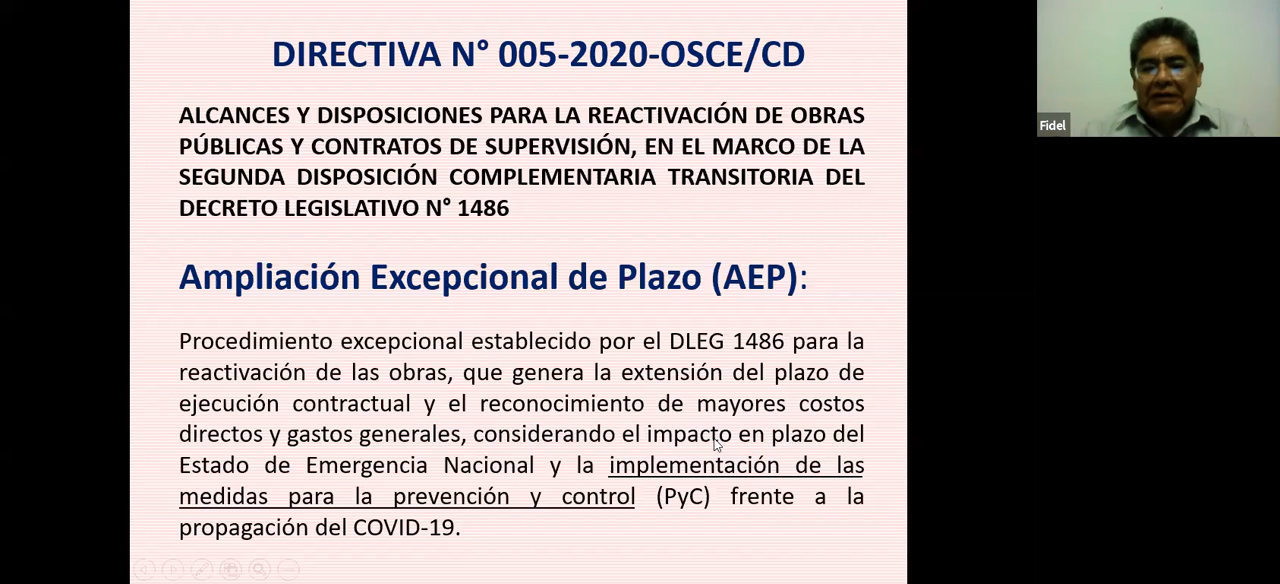 DIRECTIVA N° 005-2020-OSCE/CD
ALCANCES Y DISPOSICIONES PARA LA REACTIVACIÓN DE OBRAS
PÚBLICAS Y CONTRATOS DE SUPERVISIÓN, EN EL MARCO DE LA
SEGUNDA DISPOSICIÓN COMPLEMENTARIA TRANSITORIA DEL
DECRETO LEGISLATIVO N° 1486
Ampliación Excepcional de Plazo (AEP):
Procedimiento excepcional establecido por el DLEG 1486 para la
reactivación de las obras, que genera la extensión del plazo de
ejecución contractual y el reconocimiento de mayores costos
directos y gastos generales, considerando el impacto en plazo del
Estado de Emergencia Nacional y la implementación de las
medidas para la prevención y control (PyC) frente a la
propagación del COVID-19.
Fidel